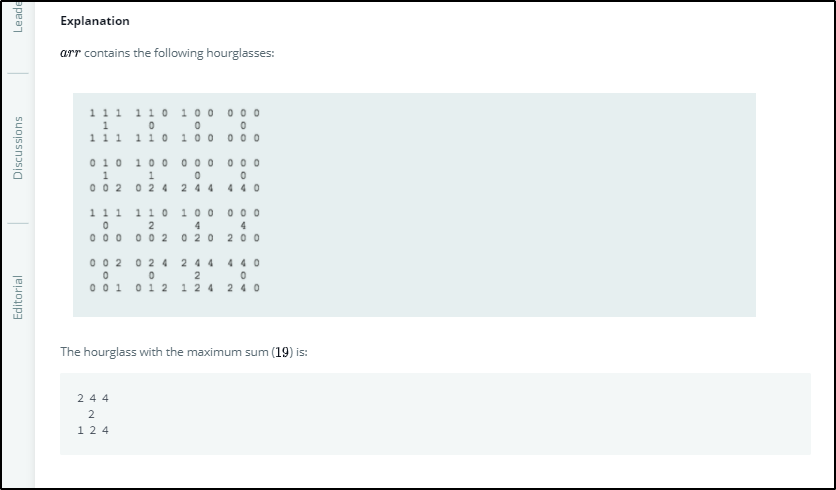 Leade
Discussions
Editorial
Explanation
arr contains the following hourglasses:
1 1 1 1 1 0 1 0 0 0 0 0
1 0 0 0
1 1 1 1 1 0 1 0 0 0 0 0
0 1 0 1 0 0 0 0 0 0 0 0
1 1 0 0
0 0 2 0 2 4 2 4 4 4 4 0
1 1 1 1 1 0 1 0 0 0 0 0
0 2 4 4
0 0 0 0 0 2 0 2 0 2 0 0
0 0 2 0 2 4 2 4 4 4 4 0
0 0 2 0
0 0 1 0 1 2 1 2 4 2 4 0
The hourglass with the maximum sum (19) is:
2 4 4
2
1 2 4